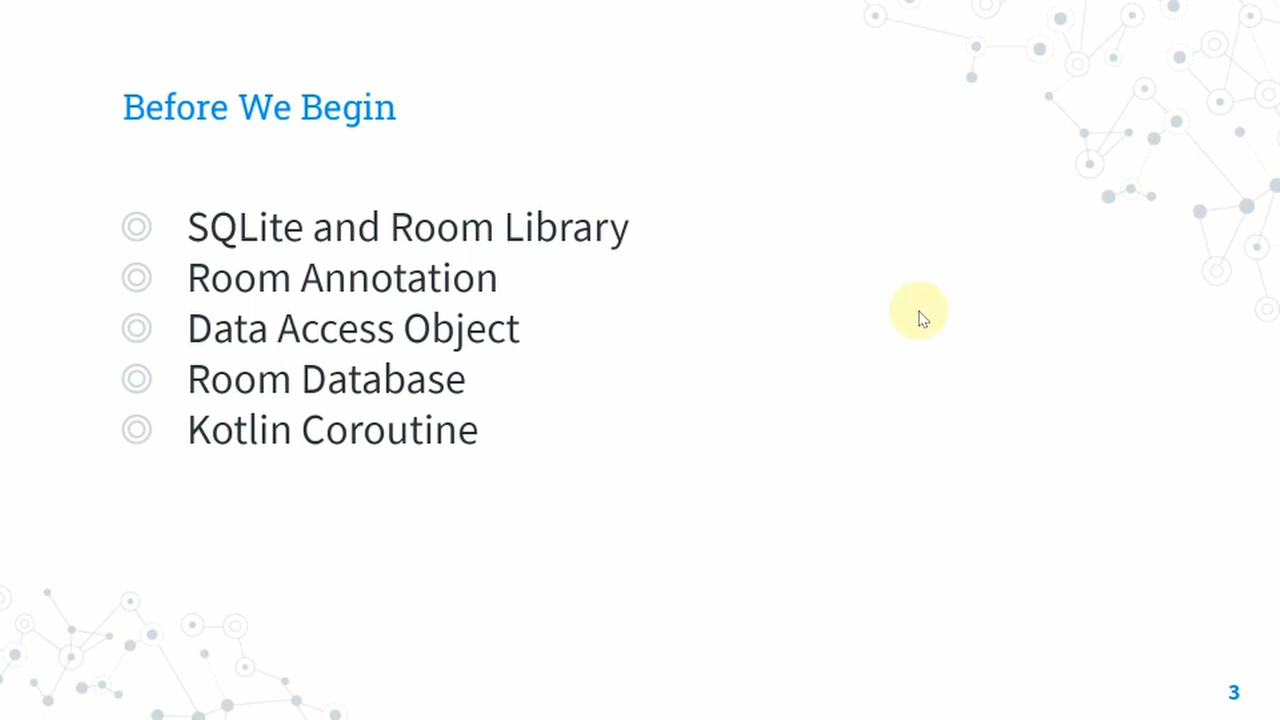 Before We Begin
SQLite and Room Library
Room Annotation
Data Access Object
Room Database
Kotlin Coroutine
3